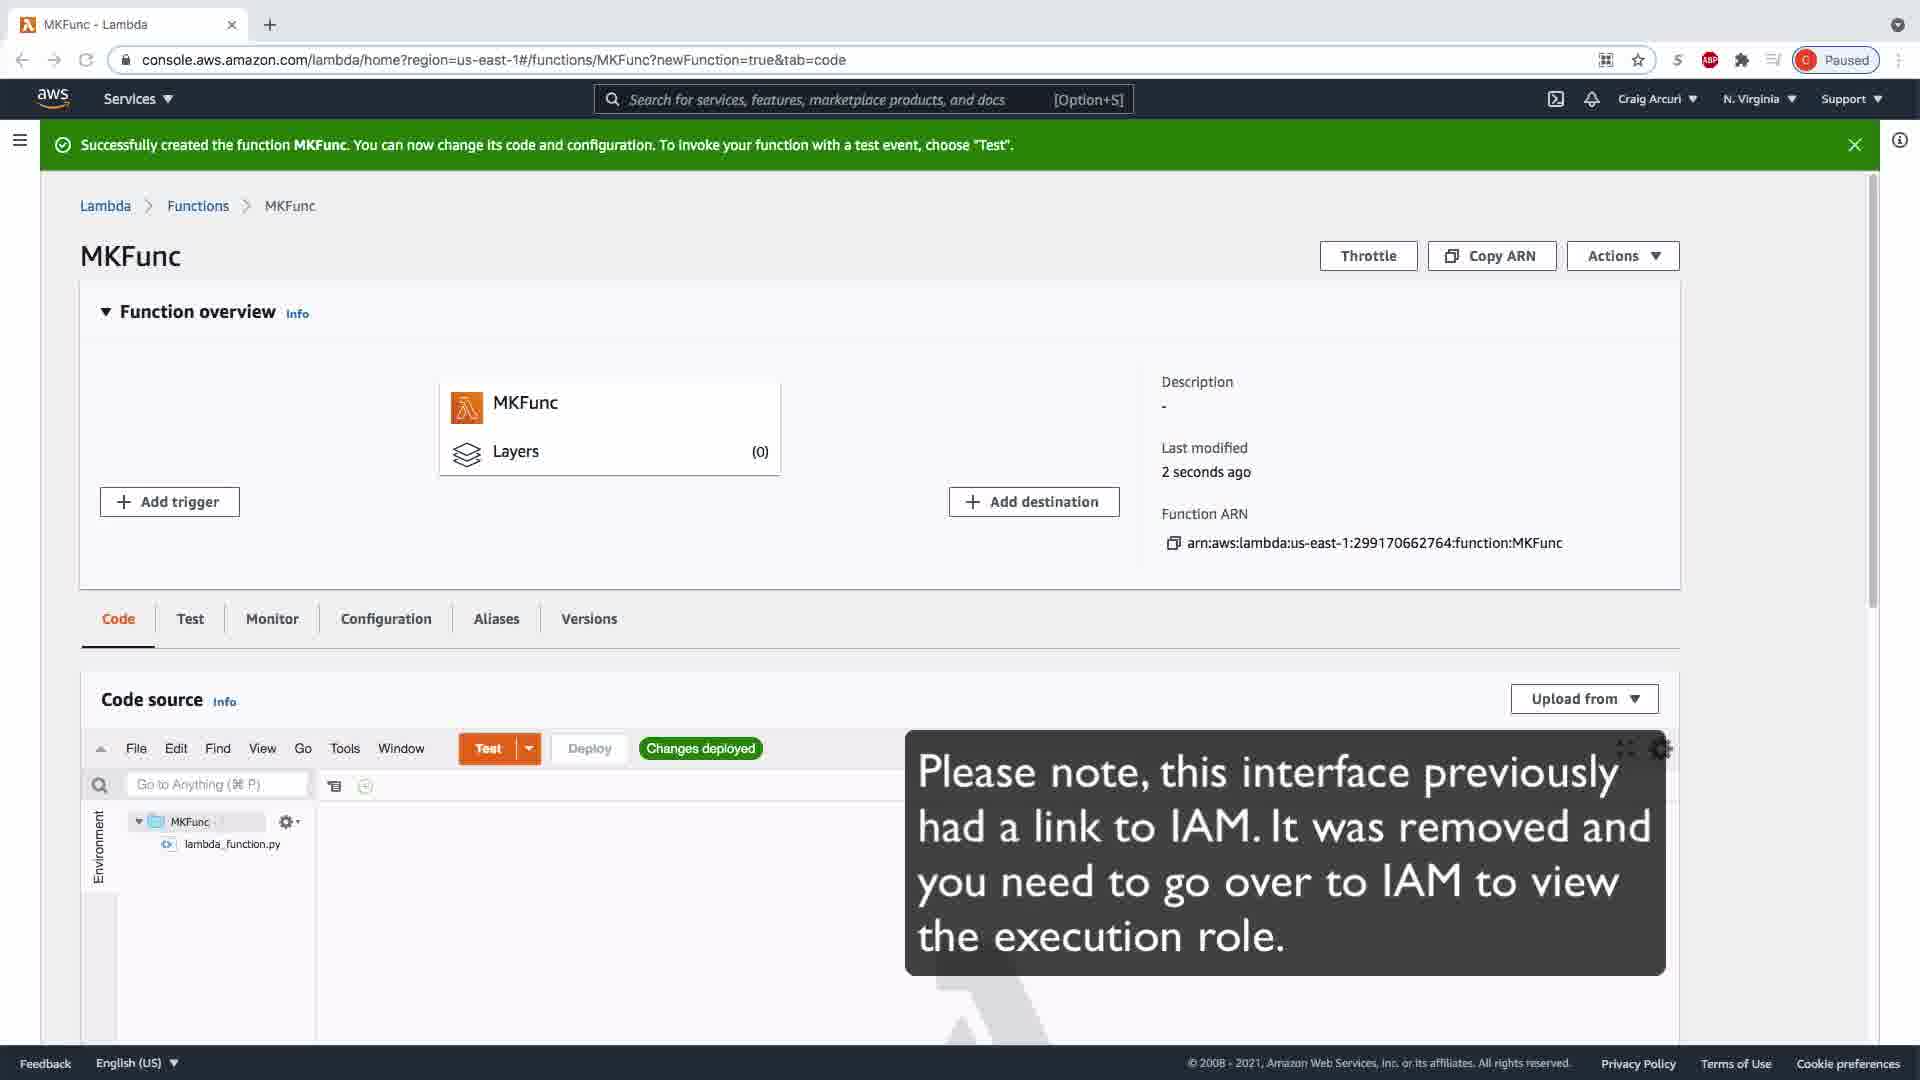 MKFunc - Lambda
console.aws.amazon.com/lambda/home?region=us-east-1#/functions/MKFunc?newFunction=true&tab=code
S
ABP
C Paused
aws
Services
Search for services, features, marketplace products, and docs
[Option+S]
Craig Arcuri
N. Virginia
Support
Successfully created the function MKFunc. You can now change its code and configuration. To invoke your function with a test event, choose "Test".
Lambda
Functions
MKFunc
MKFunc
Throttle
Copy ARN
Actions
Function overview Info
MKFunc
Layers
(0)
Add trigger
Add destination
Description
-
Last modified
2 seconds ago
Function ARN
arn:aws:lambda:us-east-1:299170662764:function:MKFunc
Code
Test
Monitor
Configuration
Aliases
Versions
Code source Info
Upload from
File
Edit
Find
View
Go
Tools
Window
Test
Deploy
Changes deployed
Go to Anything (⌘ P)
Environment
MKFunc
lambda_function.py
Please note, this interface previously
had a link to IAM. It was removed and
you need to go over to IAM to view
the execution role.
Feedback
English (US)
© 2008 - 2021, Amazon Web Services, Inc. or its affiliates. All rights reserved.
Privacy Policy
Terms of Use
Cookie preferences